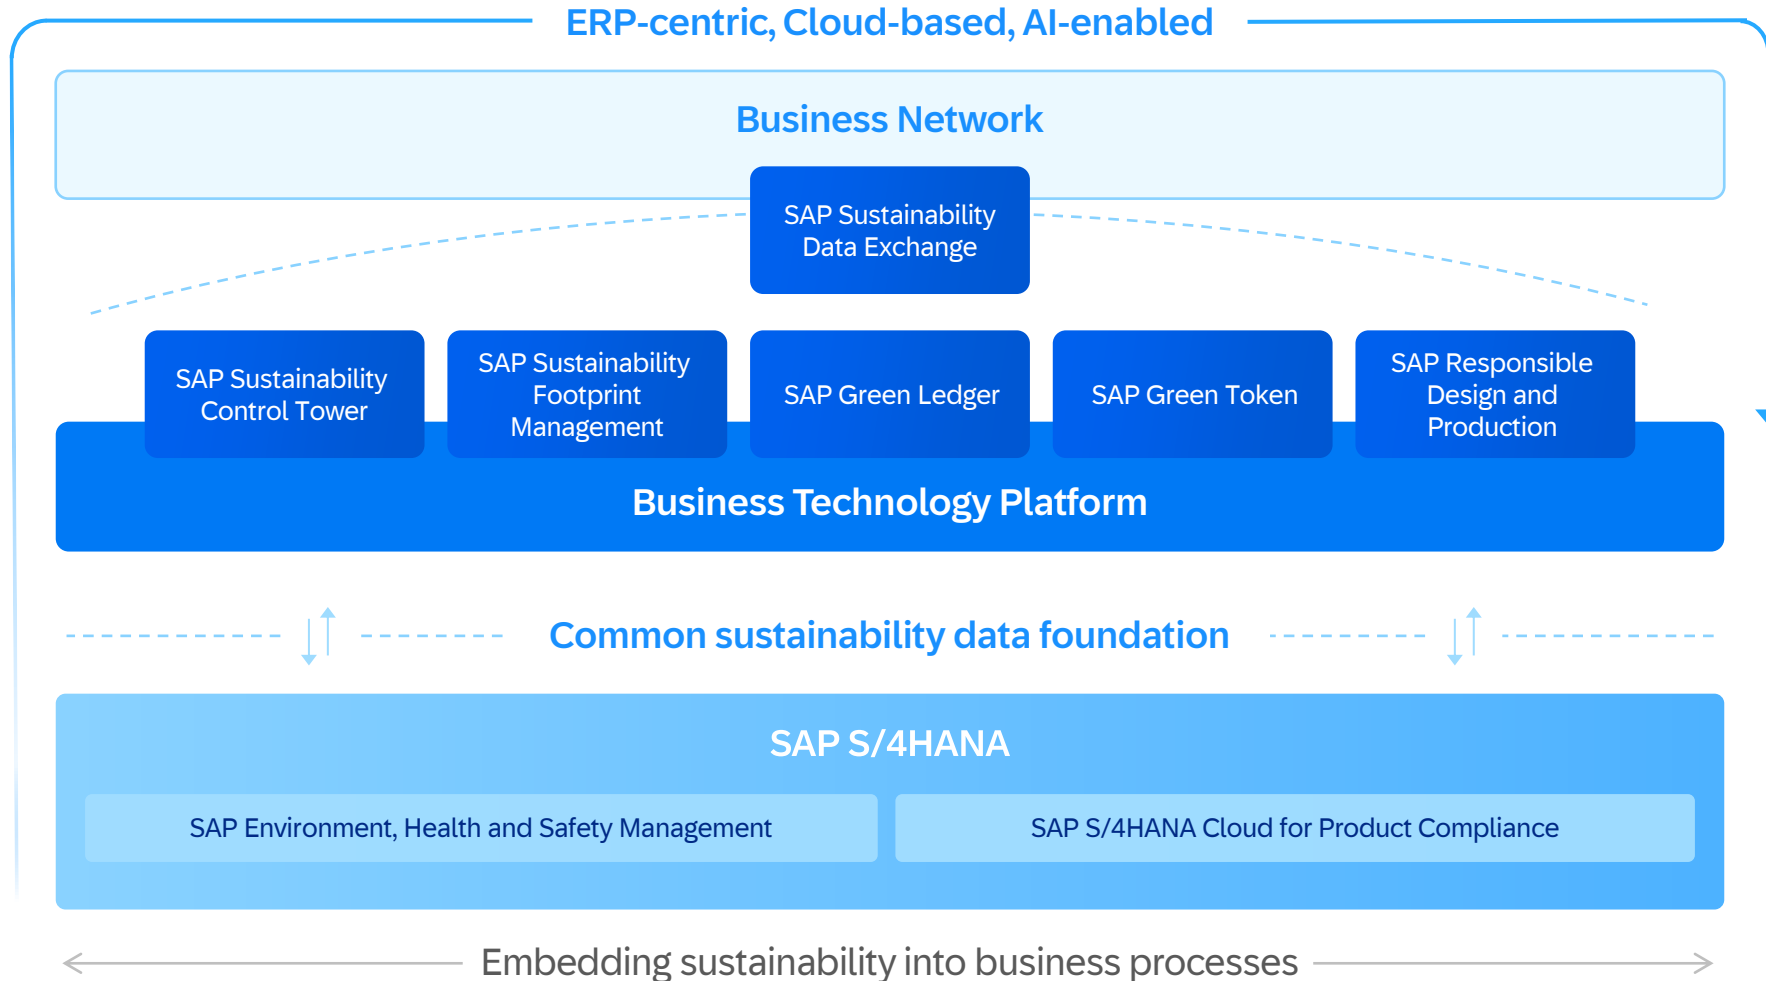 ERP-centric, Cloud-based, AI-enabled
Business Network
SAP Sustainability
Data Exchange
SAP Sustainability
Control Tower
SAP Sustainability
Footprint
Management
SAP Green Ledger
SAP Green Token
SAP Responsible
Design and
Production
Business Technology Platform
Common sustainability data foundation
SAP S/4HANA
SAP Environment, Health and Safety Management
SAP S/4HANA Cloud for Product Compliance
Embedding sustainability into business processes